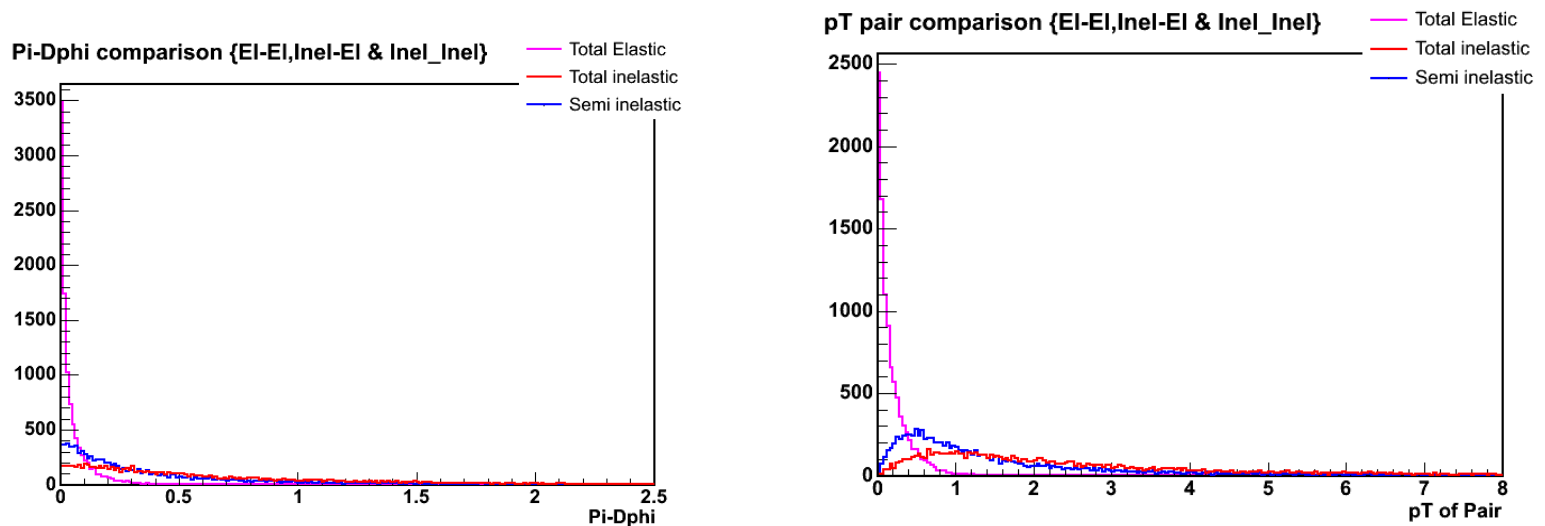 Pi-Dphi comparison {El-El,Inel-El & Inel_Inel}
Total Elastic
Total inelastic
Semi inelastic
3500
3000
2500
2000
1500
1000
500
0
0 0.5 1 1.5 2 2.5
Pi-Dphi
pT pair comparison {El-El,Inel-El & Inel_Inel}
Total Elastic
Total inelastic
Semi inelastic
2500
2000
1500
1000
500
0
0 1 2 3 4 5 6 7 8
pT of Pair